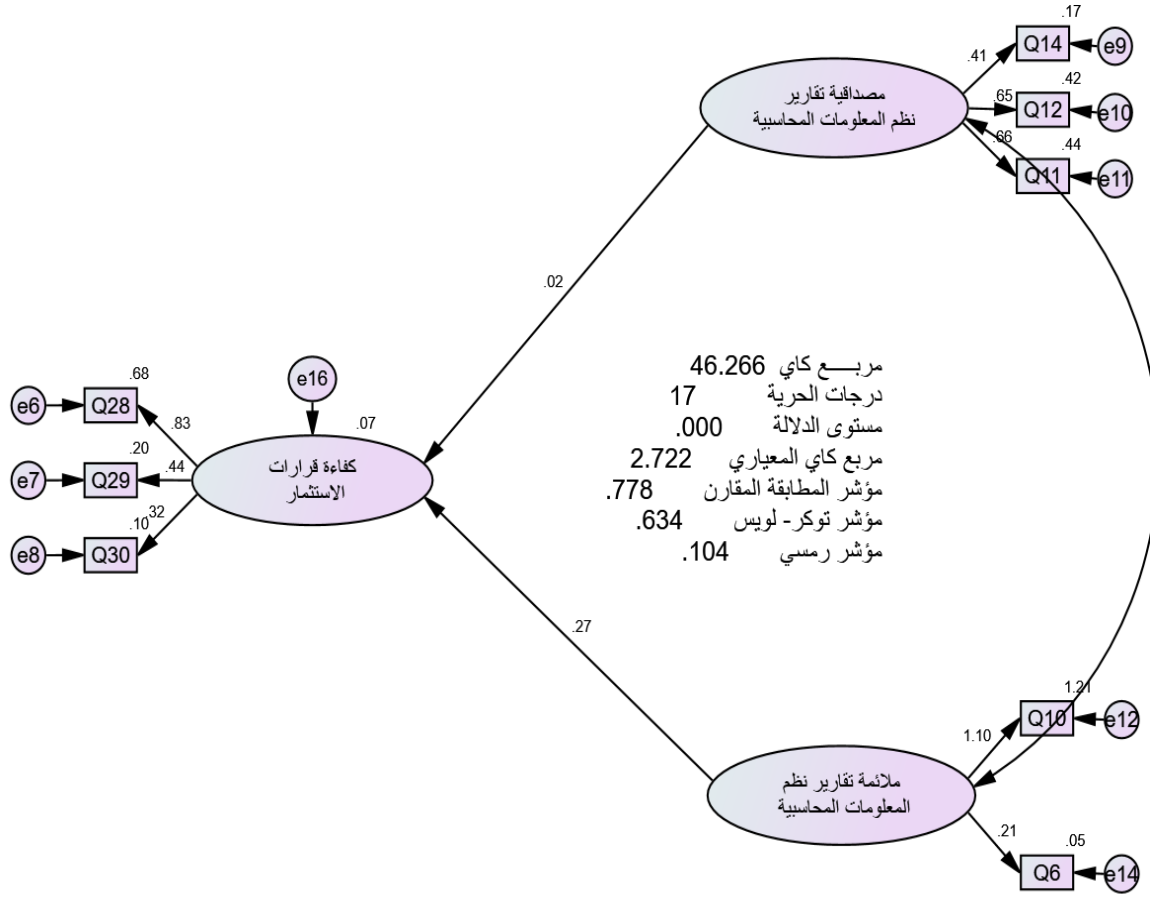 .17
Q14
e9
.41
مصداقية تقارير
نظم المعلومات المحاسبية
.42
Q12
e10
.65
.44
Q11
e11
.66
.02
مربــــع كاي 46.266
درجات الحرية 17
مستوى الدلالة .000
مربع كاي المعياري 2.722
مؤشر المطابقة المقارن .778
مؤشر توكر- لويس .634
مؤشر رمسي .104
e16
.07
كفاءة قرارات
الاستثمار
.68
e6
Q28
.83
.20
e7
Q29
.44
.10
.32
e8
Q30
.27
1.21
Q10
e12
1.10
ملائمة تقارير نظم
المعلومات المحاسبية
.21
.05
Q6
e14